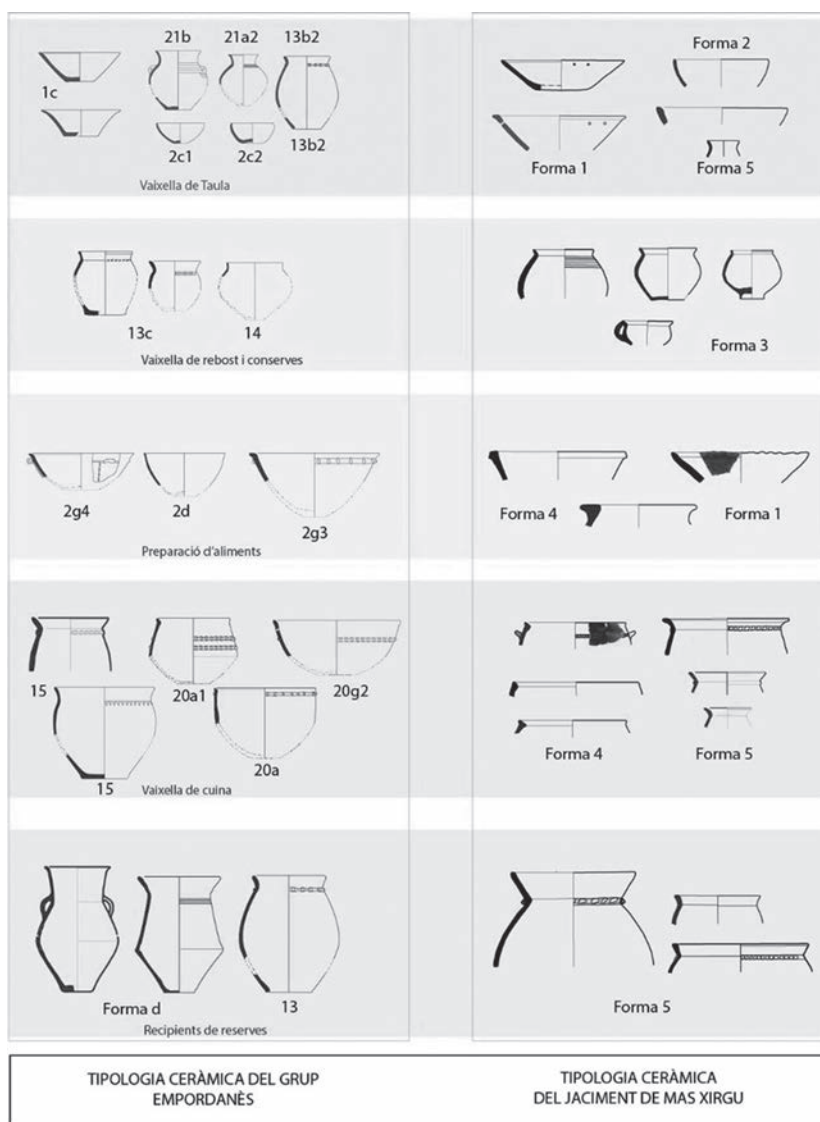 21b 21a2 13b2
1c
2c1 2c2 13b2
Vaixella de Taula
Forma 2
Forma 1 Forma 5
13c 14
Vaixella de rebost i conserves
Forma 3
2g4 2d 2g3
Preparació d'aliments
Forma 4 Forma 1
15 20a1 20g2
15 20a
Vaixella de cuina
Forma 4 Forma 5
Forma d 13
Recipients de reserves
Forma 5
TIPOLOGIA CERÀMICA DEL GRUP
EMPORDANÈS
TIPOLOGIA CERÀMICA
DEL JACIMENT DE MAS XIRGU